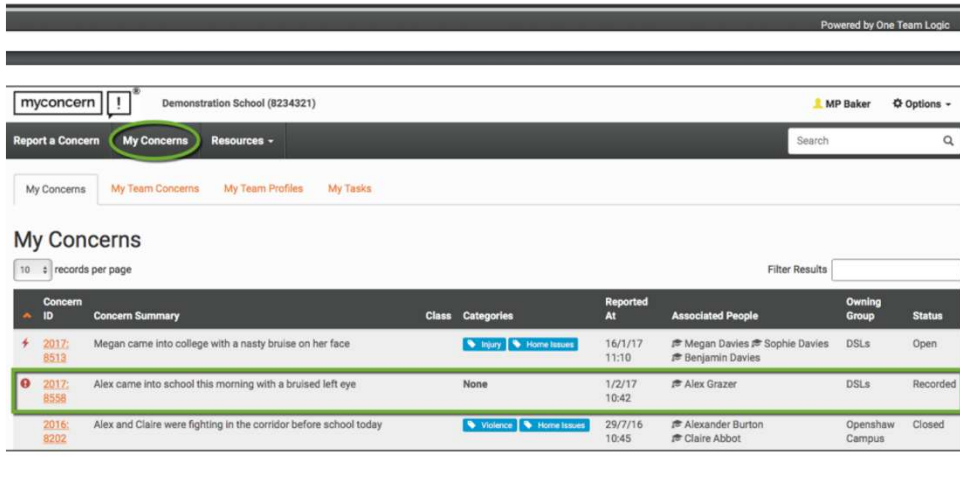 Powered by One Team Logic
myconcern ! ® Demonstration School (8234321) MP Baker Options
Report a Concern My Concerns Resources Search
My Concerns My Team Concerns My Team Profiles My Tasks
My Concerns
10 records per page Filter Results
Concern ID Concern Summary Class Categories Reported At Associated People Owning Group Status
2017: Megan came into college with a nasty bruise on her face Injury Home Issues 16/1/17 Megan Davies Sophie Davies DSLs Open
8513 11:10 Benjamin Davies
2017: Alex came into school this morning with a bruised left eye None 1/2/17 Alex Grazer DSLs Recorded
8558 10:42
2016: Alex and Claire were fighting in the corridor before school today Violence Home Issues 29/7/16 Alexander Burton Openshaw Closed
8202 10:45 Claire Abbot Campus